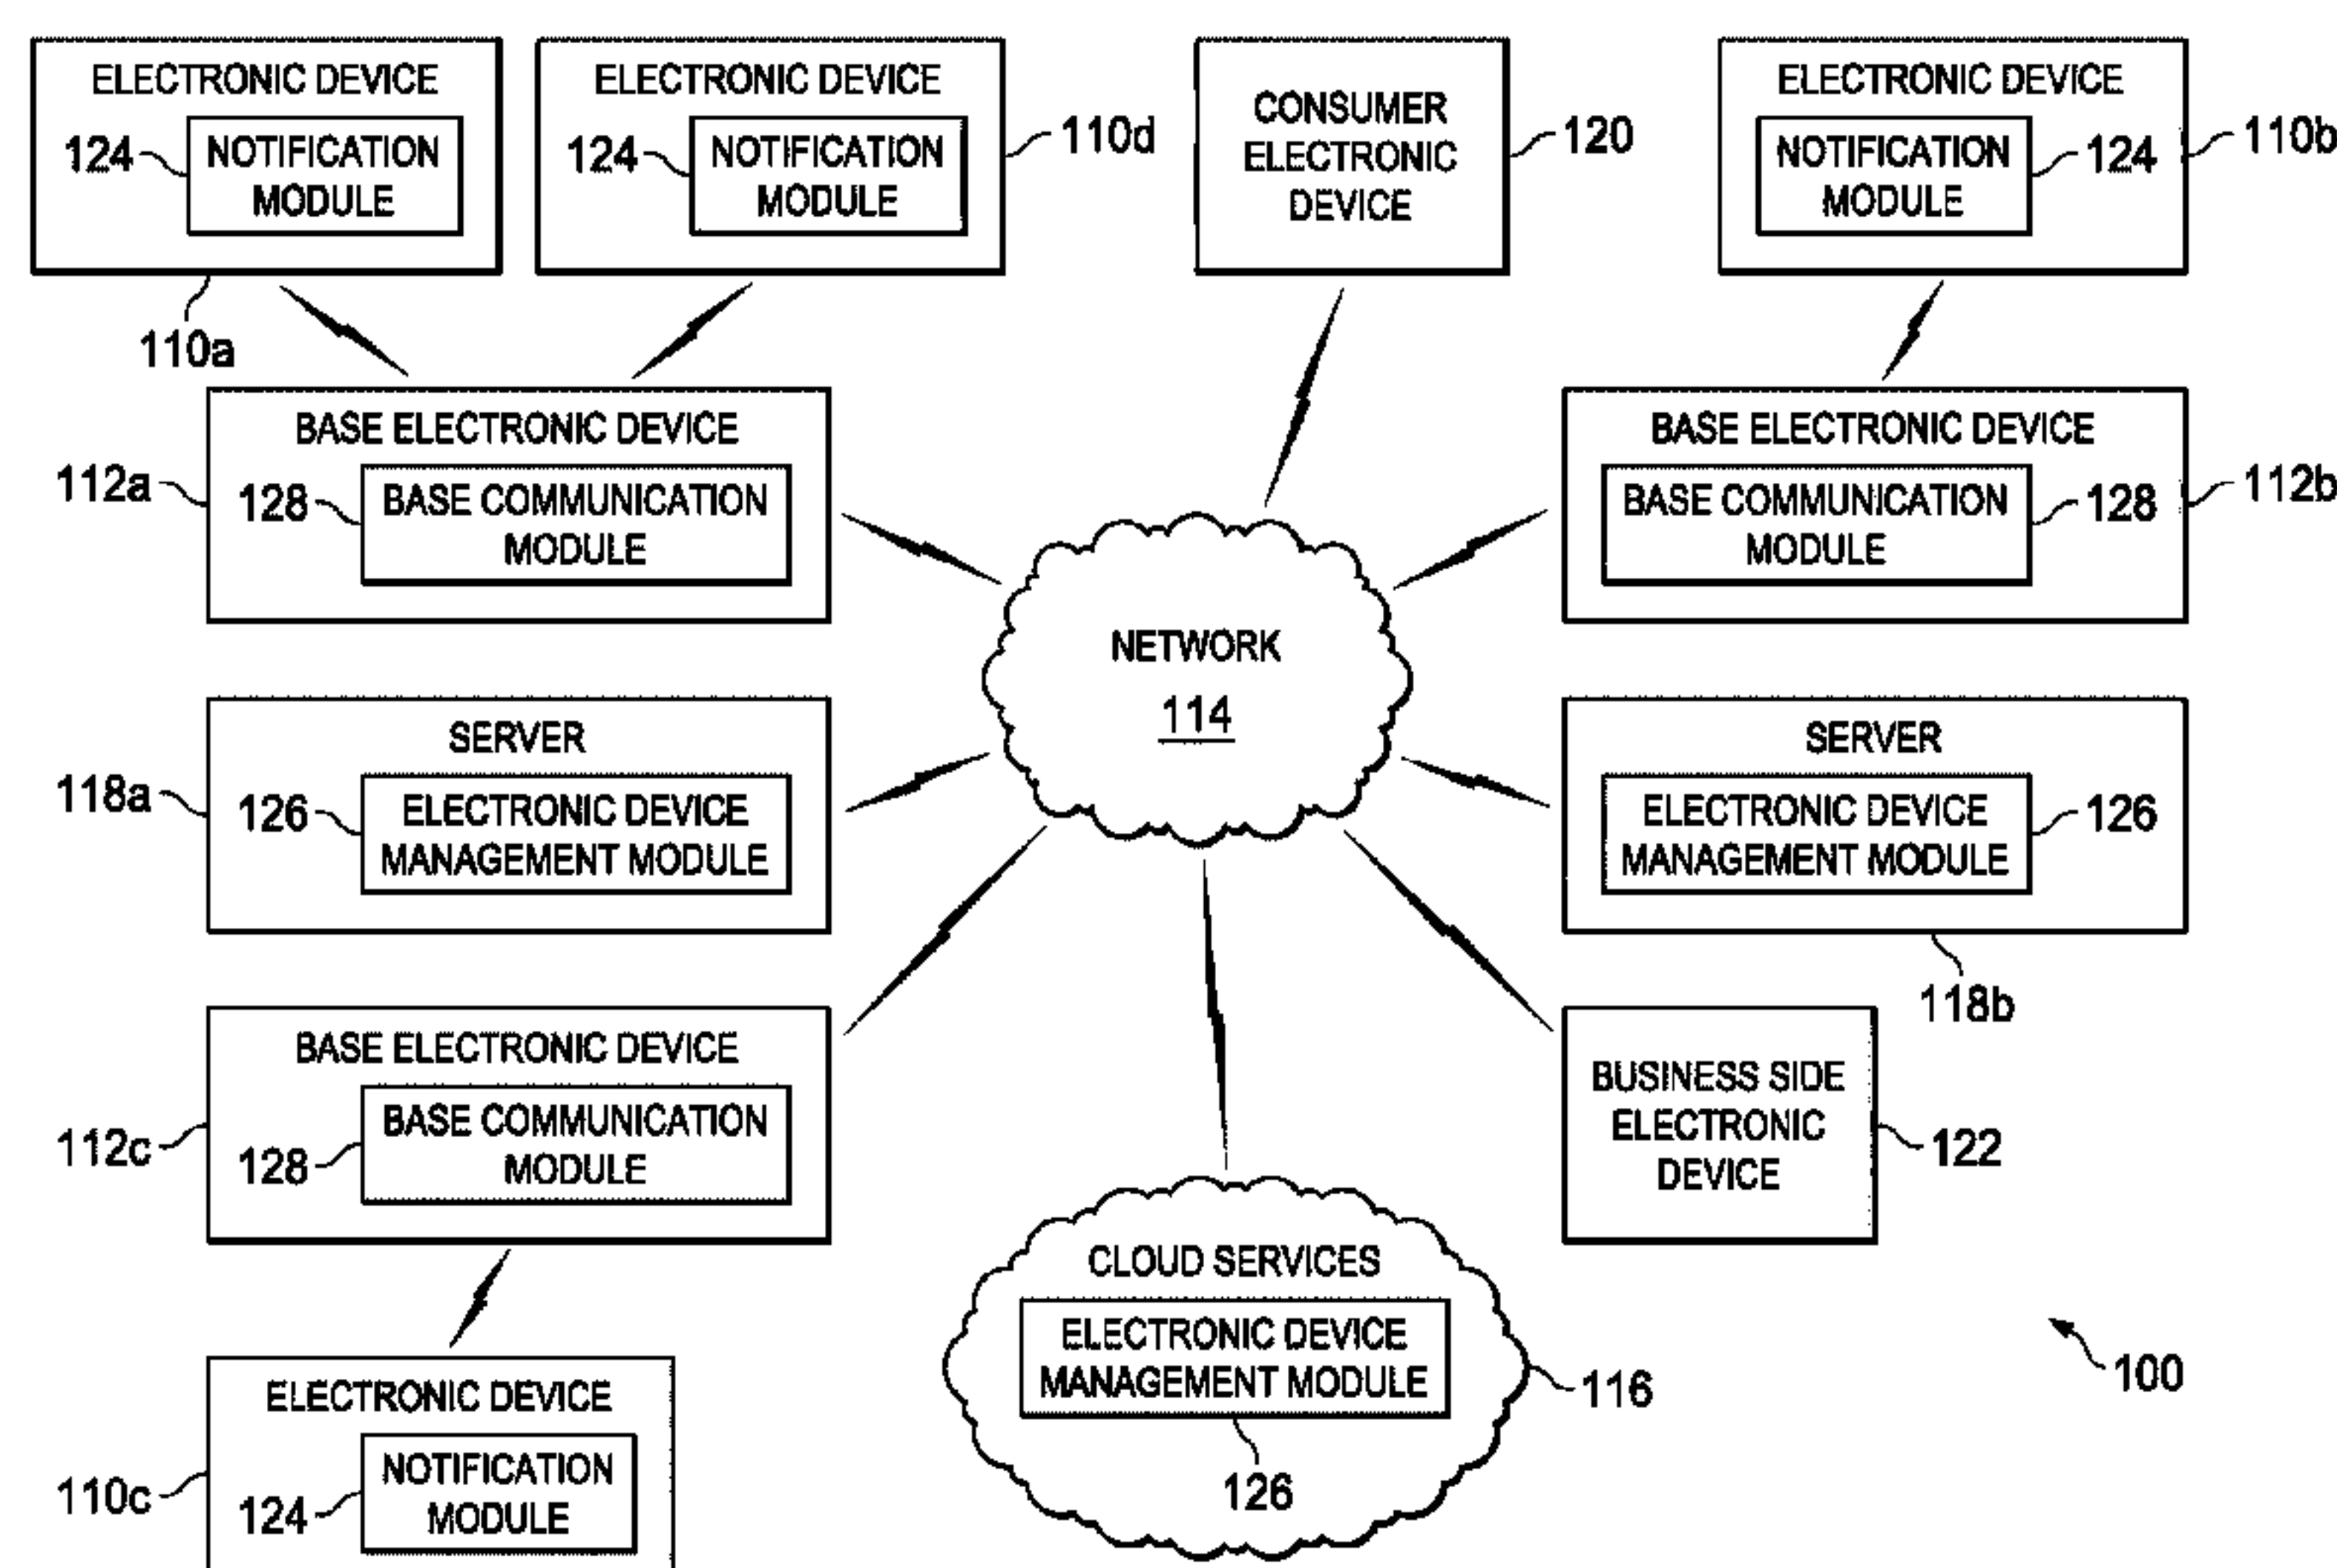 ELECTRONIC DEVICE
124
NOTIFICATION
MODULE
110a
ELECTRONIC DEVICE
124
NOTIFICATION
MODULE
110d
CONSUMER
ELECTRONIC
DEVICE
120
ELECTRONIC DEVICE
NOTIFICATION
MODULE
124
110b
BASE ELECTRONIC DEVICE
112a
128
BASE COMMUNICATION
MODULE
BASE ELECTRONIC DEVICE
BASE COMMUNICATION
MODULE
128
112b
NETWORK
114
SERVER
118a
126
ELECTRONIC DEVICE
MANAGEMENT MODULE
SERVER
ELECTRONIC DEVICE
MANAGEMENT MODULE
126
118b
BASE ELECTRONIC DEVICE
112c
128
BASE COMMUNICATION
MODULE
BUSINESS SIDE
ELECTRONIC
DEVICE
122
CLOUD SERVICES
ELECTRONIC DEVICE
MANAGEMENT MODULE
116
126
100
ELECTRONIC DEVICE
110c
124
NOTIFICATION
MODULE